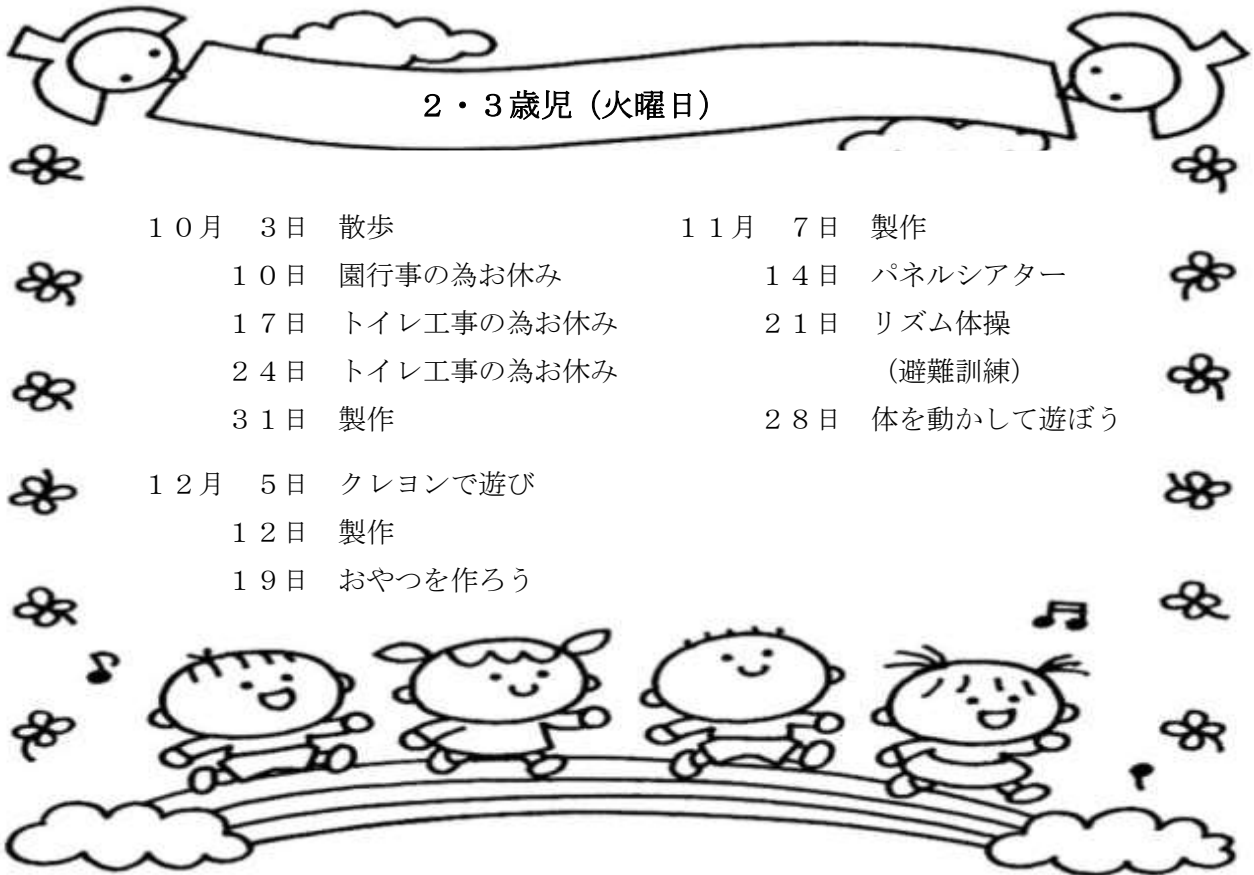 ２・３歳児（火曜日）
１０月　３日　散歩
１０日　園行事の為お休み
１７日　トイレ工事の為お休み
２４日　トイレ工事の為お休み
３１日　製作
１１月　７日　製作
１４日　パネルシアター
２１日　リズム体操
（避難訓練）
２８日　体を動かして遊ぼう
１２月　５日　クレヨンで遊び
１２日　製作
１９日　おやつを作ろう